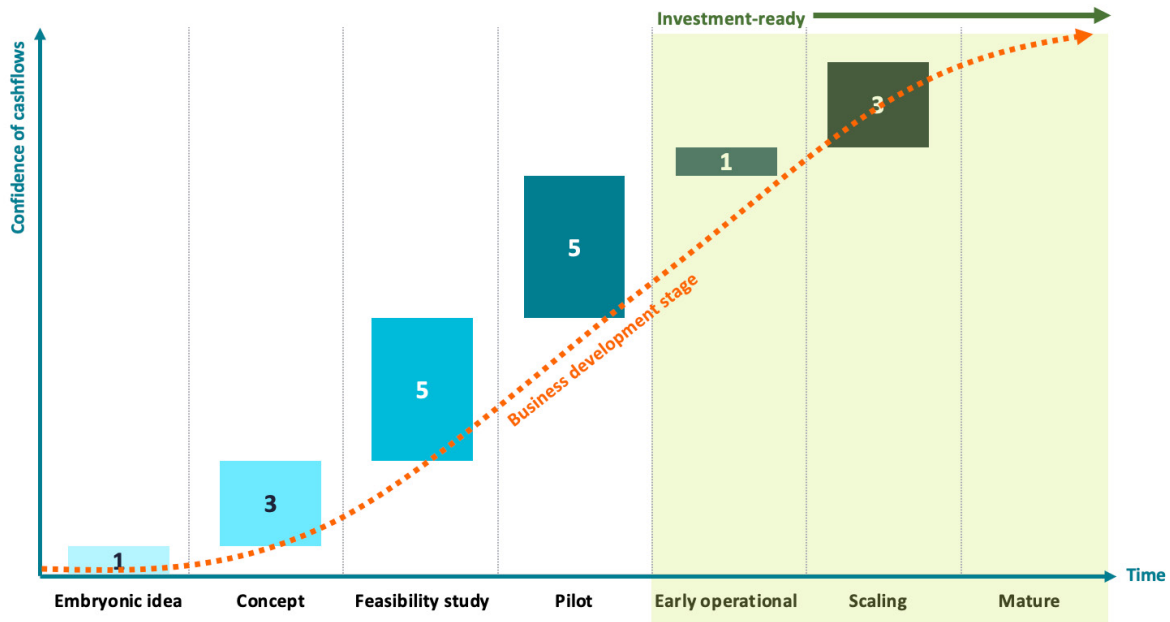 Investment-ready
Confidence of cashflows
3
1
5
Business development stage
5
3
1
Time
Embryonic idea
Concept
Feasibility study
Pilot
Early operational
Scaling
Mature